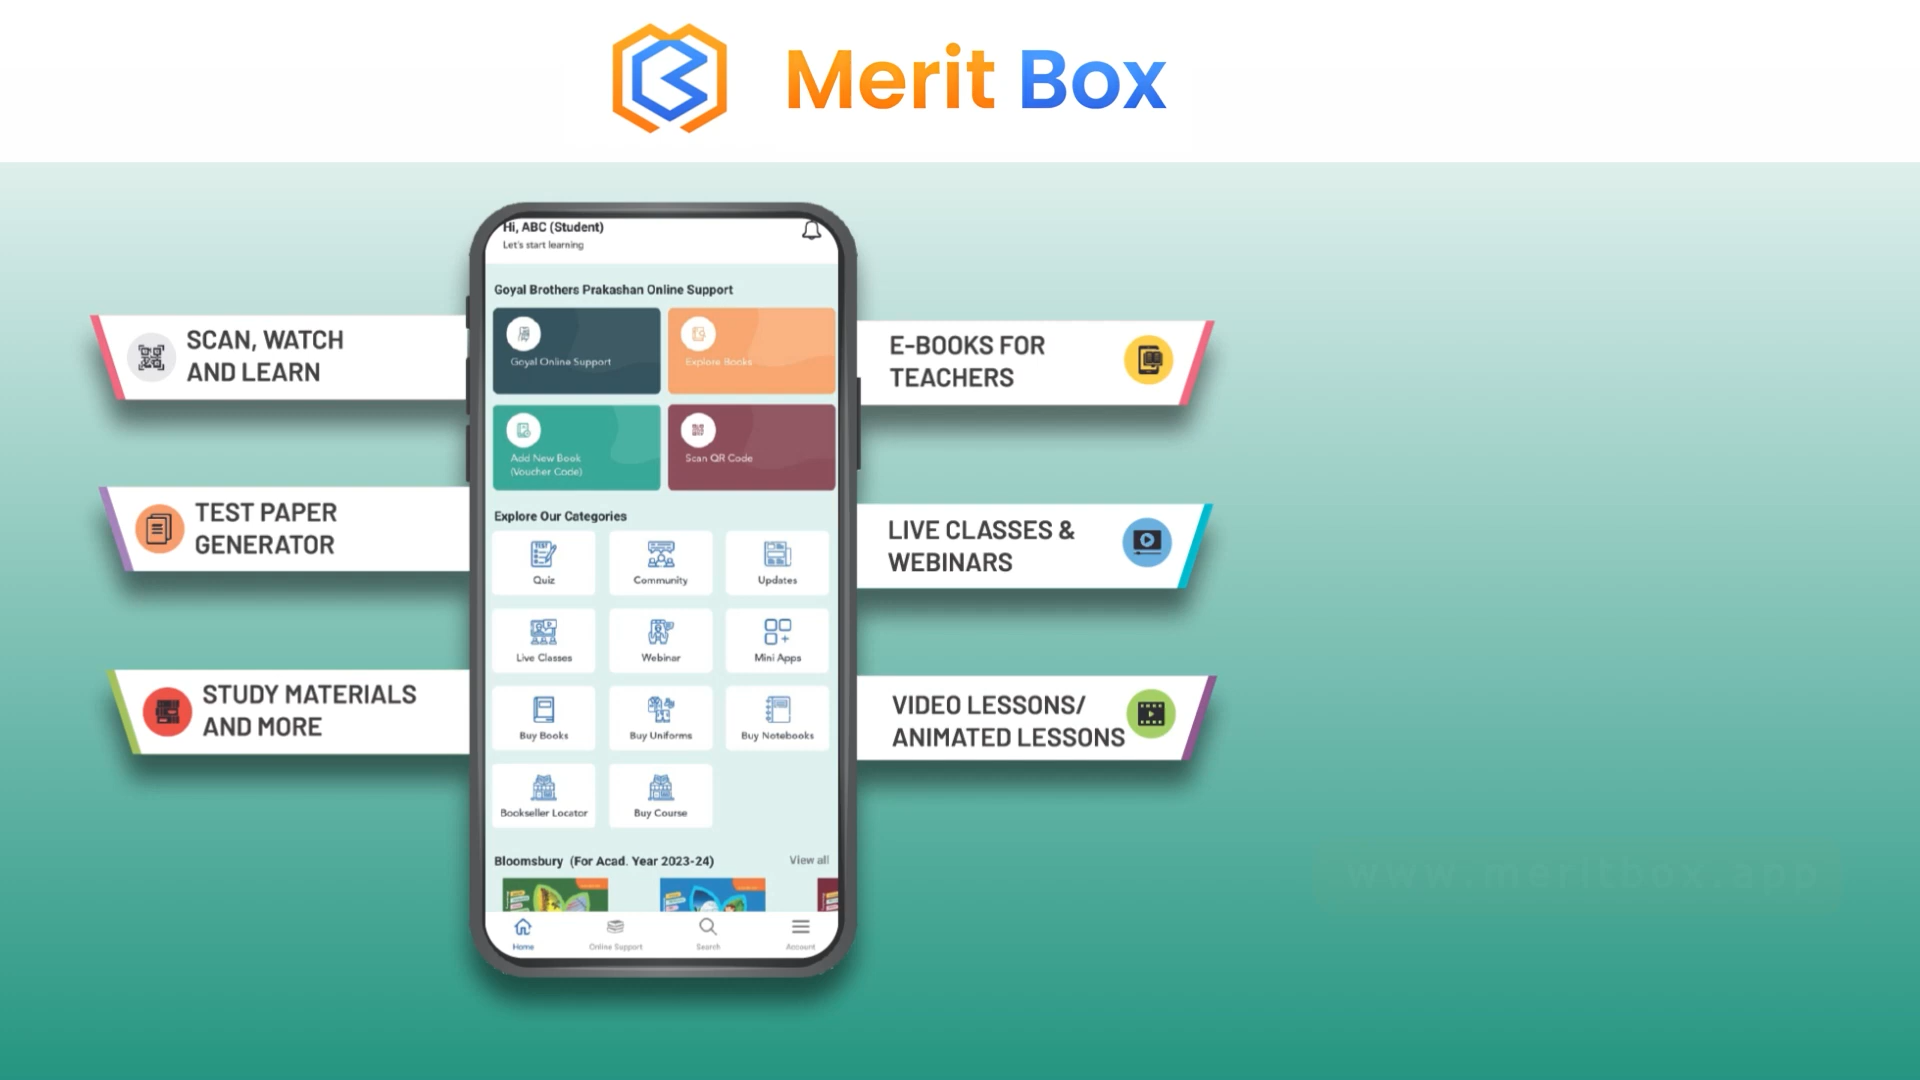 Merit Box
Hi, ABC (Student)
Let's start learning
Goyal Brothers Prakashan Online Support
Goyal Online Support
Explore Books
Add New Book
(Voucher Code)
Scan QR Code
Explore Our Categories
TEST
Quiz
Community
Updates
Live Classes
Webinar
Mini Apps
Buy Books
Buy Uniforms
Buy Notebooks
Bookseller Locator
Buy Course
Bloomsbury (For Acad. Year 2023-24)
View all
Home
Online Support
Search
Account
SCAN, WATCH
AND LEARN
TEST PAPER
GENERATOR
STUDY MATERIALS
AND MORE
E-BOOKS FOR
TEACHERS
LIVE CLASSES &
WEBINARS
VIDEO LESSONS/
ANIMATED LESSONS
www.meritbox.app